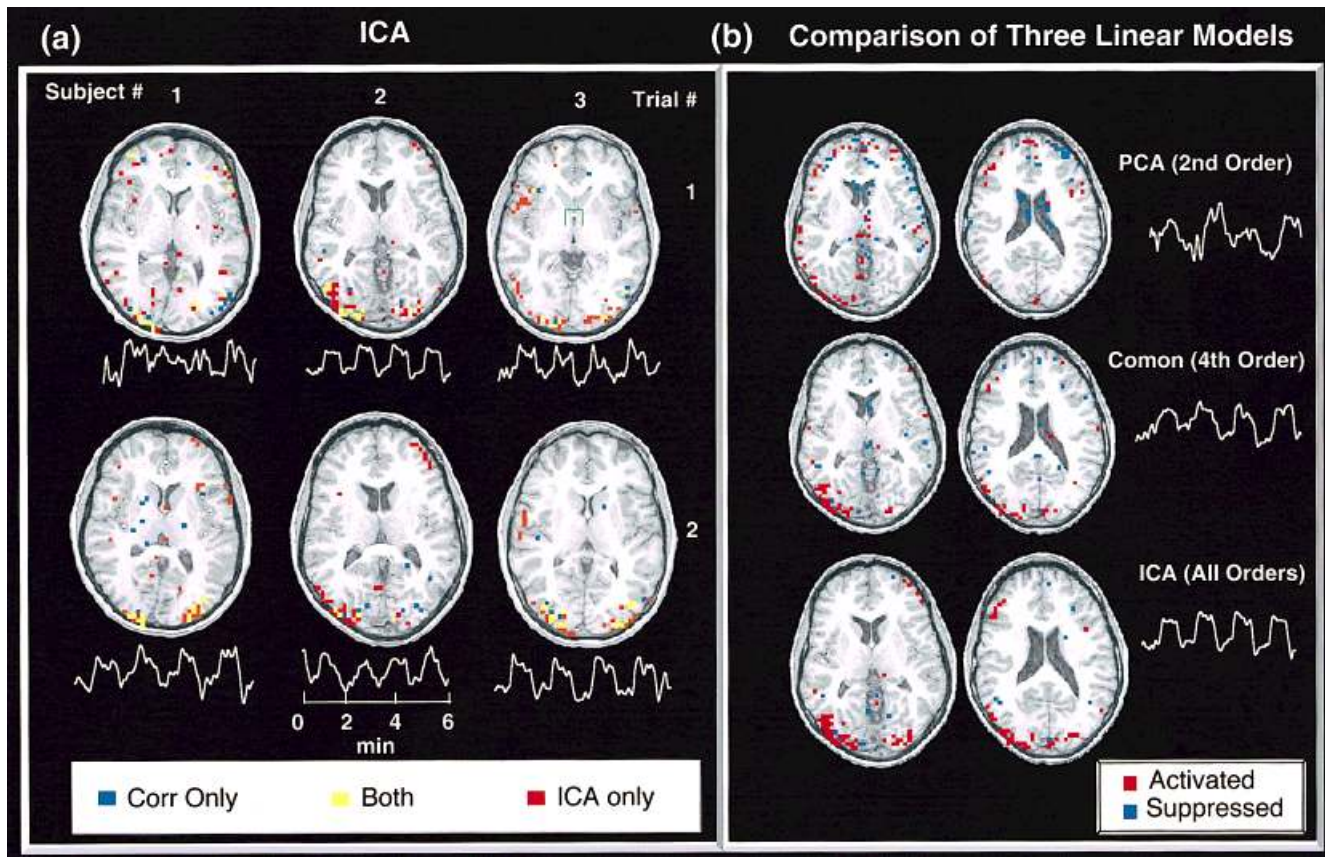 (a) ICA
Subject # 1 2 3 Trial #
1
2
0 2 4 6
min
Corr Only Both ICA only
(b) Comparison of Three Linear Models
PCA (2nd Order)
Comon (4th Order)
ICA (All Orders)
Activated
Suppressed